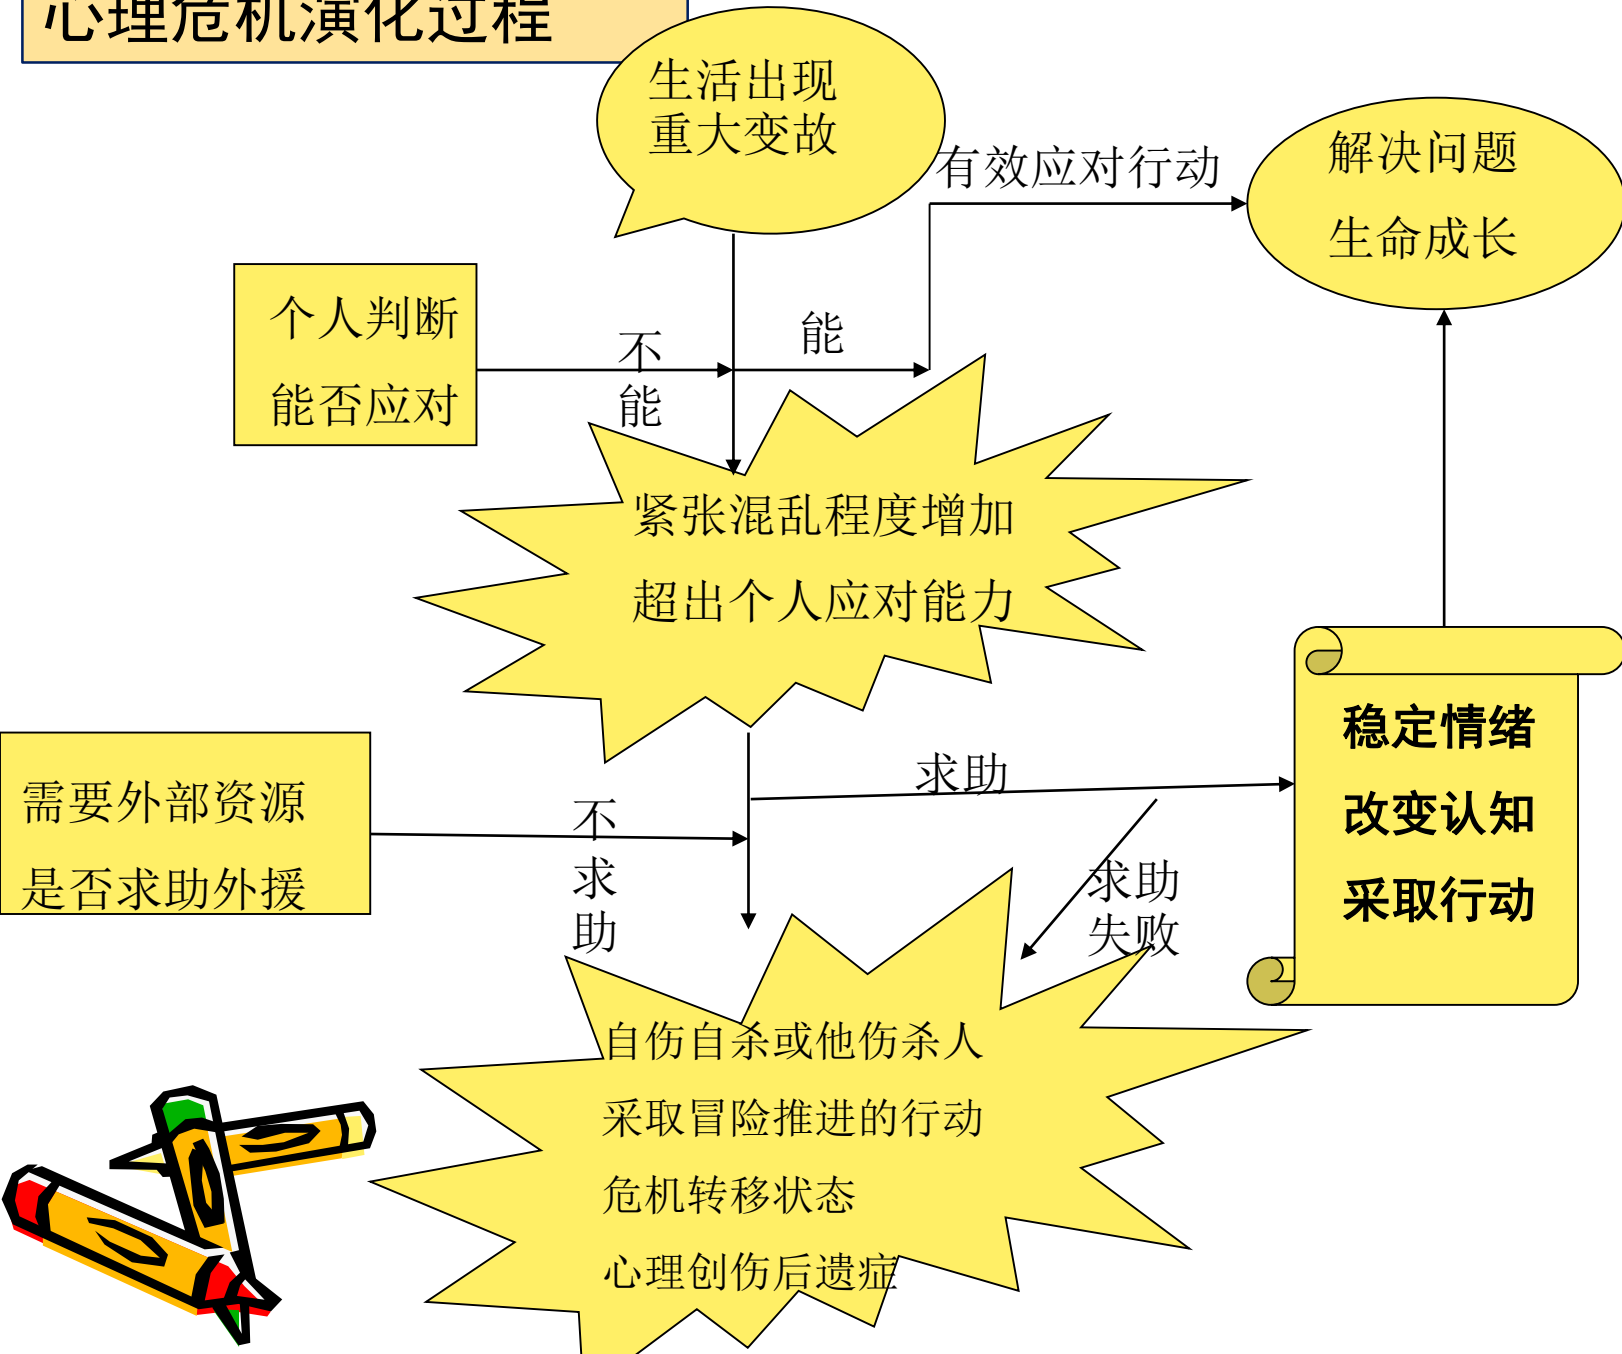 心理危机演化过程
生活出现
重大变故
有效应对行动
解决问题
生命成长
个人判断
能否应对
不
能
能
紧张混乱程度增加
超出个人应对能力
稳定情绪
改变认知
采取行动
需要外部资源
是否求助外援
求助
不
求
助
求助
失败
自伤自杀或他伤杀人
采取冒险推进的行动
危机转移状态
心理创伤后遗症